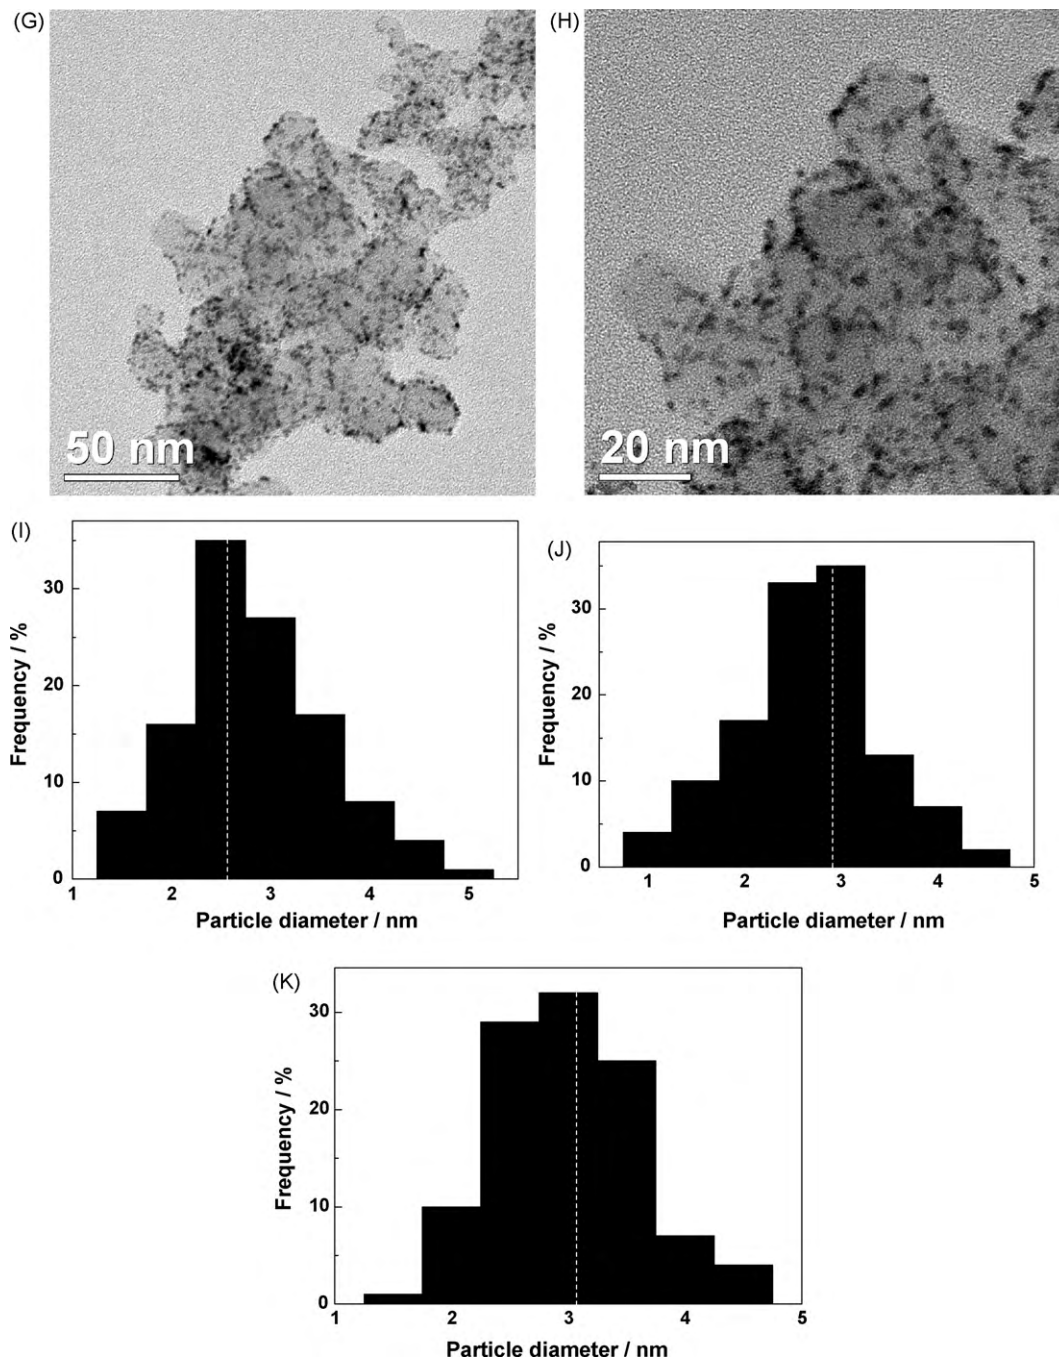 (G)
(H)
50 nm
20 nm
(I)
30
20
10
0
Frequency / %
1 2 3 4 5
Particle diameter / nm
(J)
30
20
10
0
Frequency / %
1 2 3 4 5
Particle diameter / nm
(K)
30
20
10
0
Frequency / %
1 2 3 4 5
Particle diameter / nm